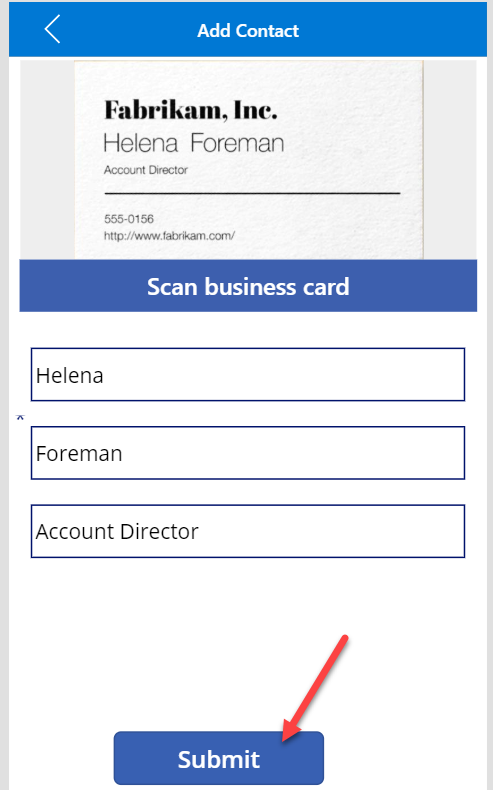 Add Contact
Fabrikam, Inc.
Helena Foreman
Account Director
555-0156
http://www.fabrikam.com/
Scan business card
Helena
*
Foreman
Account Director
Submit